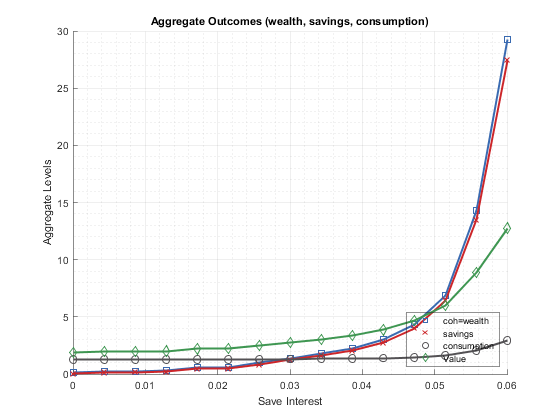 Aggregate Outcomes (wealth, savings, consumption)
30
25
20
15
10
5
0
Aggregate Levels
0
0.01
0.02
0.03
0.04
0.05
0.06
Save Interest
coh=wealth
savings
consumption
value